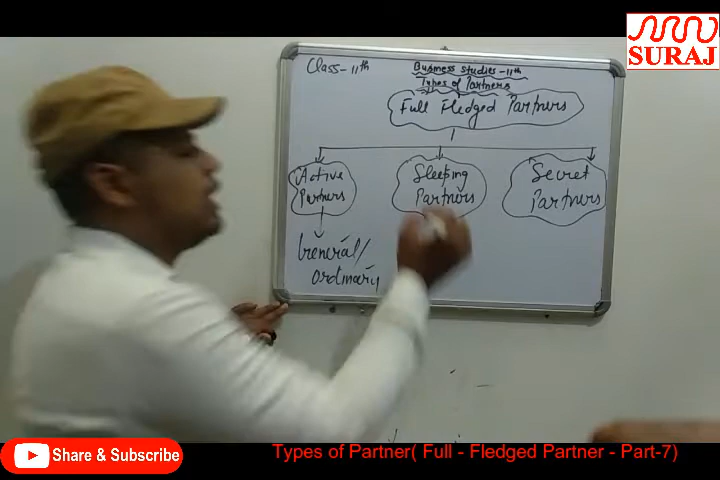 SURAJ
Class-11th
Business Studies-11th
Types of Partners
Full Fledged Partners
Active
Partners
Sleeping
Partners
Secret
Partners
General/
ordinary
Share & Subscribe
Types of Partner( Full - Fledged Partner - Part-7)